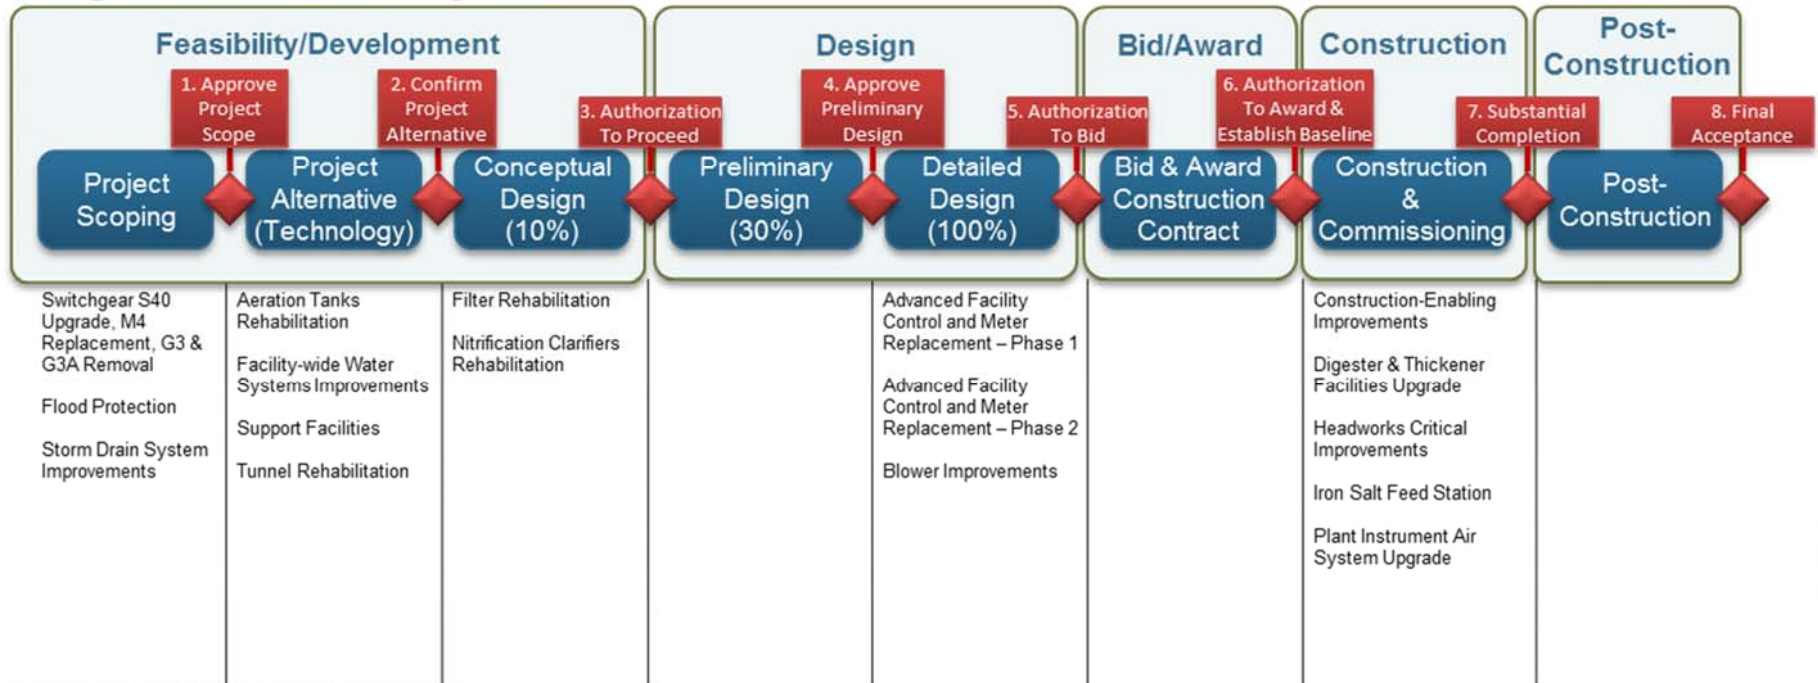 Feasibility/Development
Design
Bid/Award
Construction
Post-
Construction
1. Approve
Project
Scope
2. Confirm
Project
Alternative
3. Authorization
To Proceed
4. Approve
Preliminary
Design
5. Authorization
To Bid
6. Authorization
To Award &
Establish Baseline
7. Substantial
Completion
8. Final
Acceptance
Project
Scoping
Project
Alternative
(Technology)
Conceptual
Design
(10%)
Preliminary
Design
(30%)
Detailed
Design
(100%)
Bid & Award
Construction
Contract
Construction
&
Commissioning
Post-
Construction
Switchgear S40
Upgrade, M4
Replacement, G3 &
G3A Removal
Flood Protection
Storm Drain System
Improvements
Aeration Tanks
Rehabilitation
Facility-wide Water
Systems Improvements
Support Facilities
Tunnel Rehabilitation
Filter Rehabilitation
Nitrification Clarifiers
Rehabilitation
Advanced Facility
Control and Meter
Replacement – Phase 1
Advanced Facility
Control and Meter
Replacement – Phase 2
Blower Improvements
Construction-Enabling
Improvements
Digester & Thickener
Facilities Upgrade
Headworks Critical
Improvements
Iron Salt Feed Station
Plant Instrument Air
System Upgrade